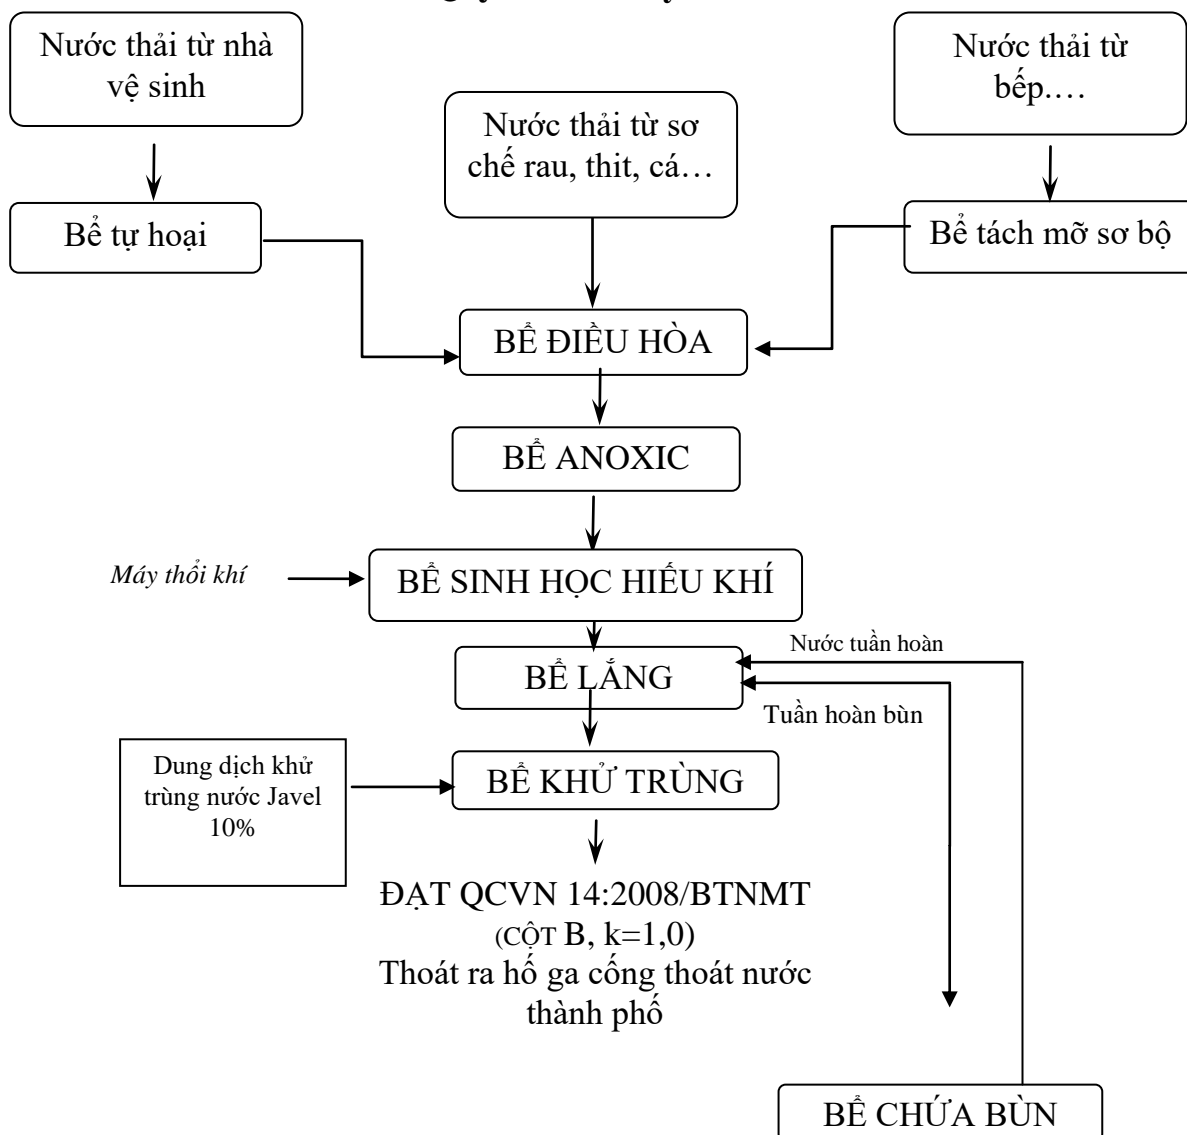 Nước thải từ nhà
vệ sinh
Nước thải từ sơ
chế rau, thit, cá…
Nước thải từ
bếp.…
Bể tự hoại
Bể tách mỡ sơ bộ
BỂ ĐIỀU HÒA
BỂ ANOXIC
Máy thổi khí
BỂ SINH HỌC HIẾU KHÍ
Nước tuần hoàn
BỂ LẮNG
Tuần hoàn bùn
Dung dịch khử
trùng nước Javel
10%
BỂ KHỬ TRÙNG
ĐẠT QCVN 14:2008/BTNMT
(CỘT B, k=1,0)
Thoát ra hố ga cống thoát nước
thành phố
BỂ CHỨA BÙN